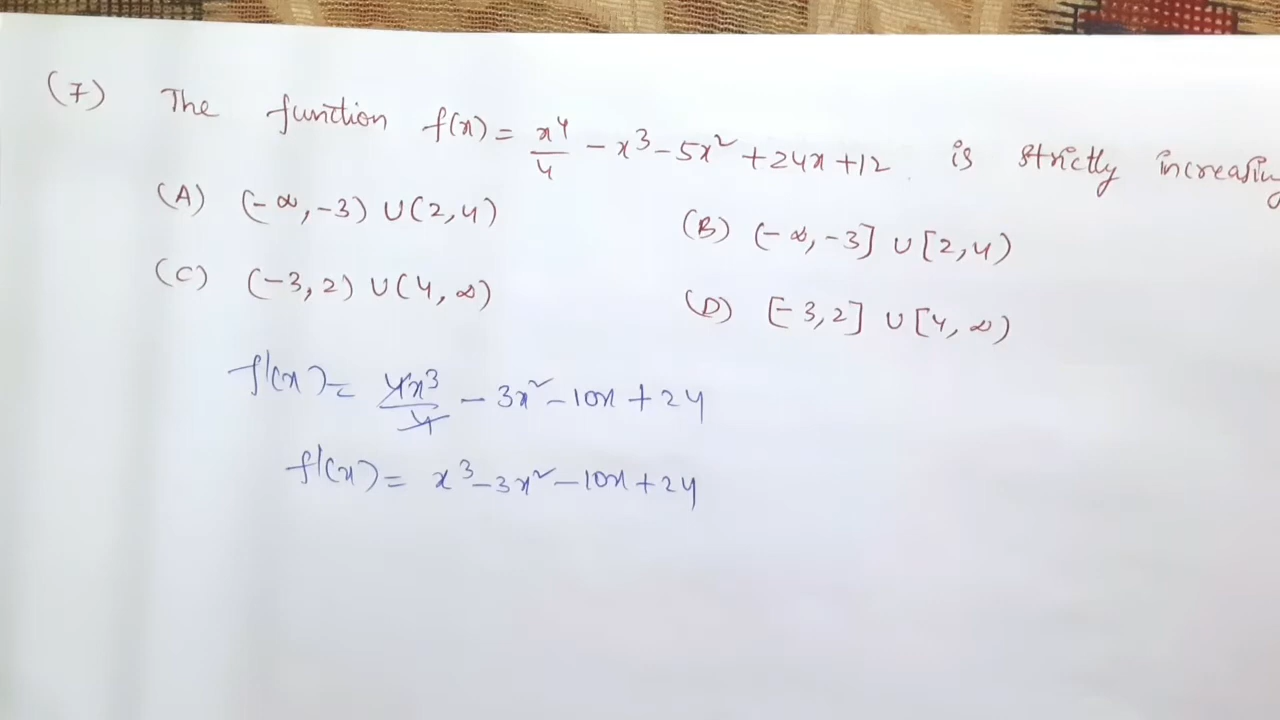 (7) The function f(x) = x⁴/4 - x³ - 5x² + 24x + 12 is strictly increasing
(A) (-∞, -3) ∪ (2, 4)
(B) (-∞, -3] ∪ [2, 4)
(C) (-3, 2) ∪ (4, ∞)
(D) [-3, 2] ∪ [4, ∞)
f'(x) = 4x³/4 - 3x² - 10x + 24
f'(x) = x³ - 3x² - 10x + 24